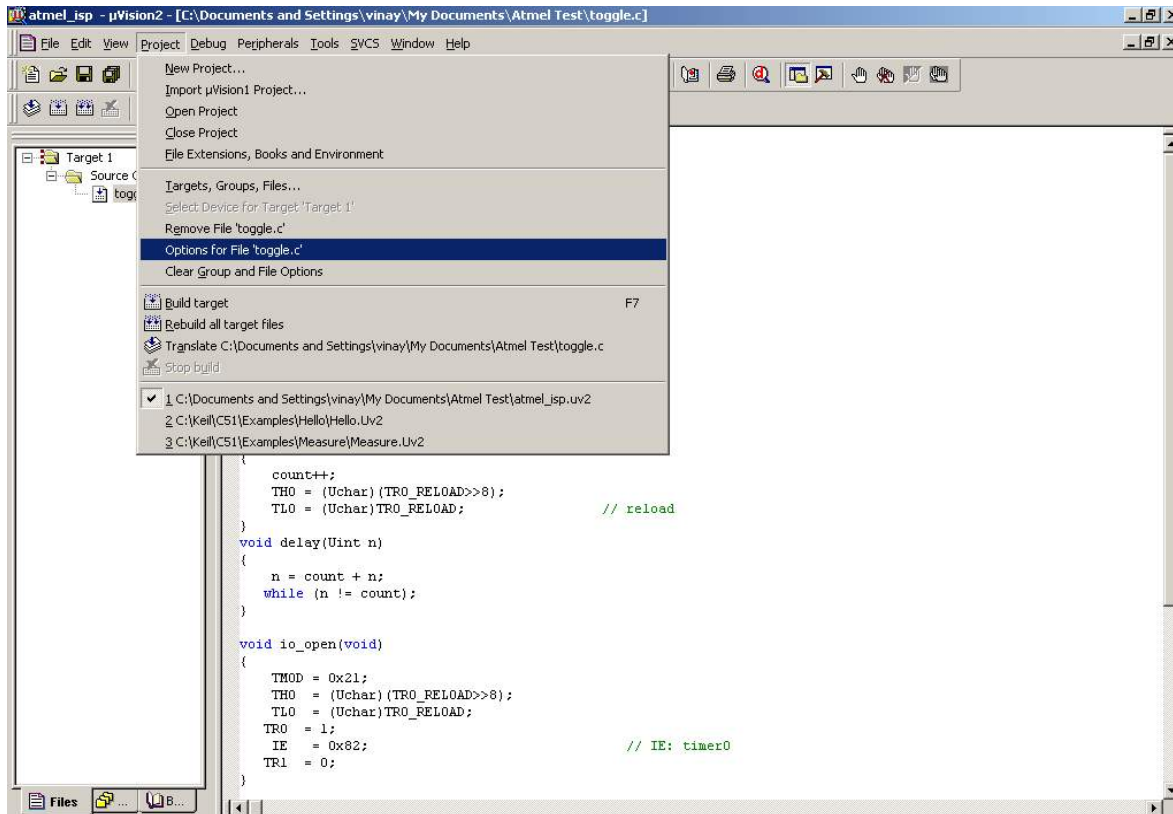 atmel_isp - µVision2 - [C:\Documents and Settings\vinay\My Documents\Atmel Test\toggle.c]
File Edit View Project Debug Peripherals Tools SVCS Window Help
New Project...
Import µVision1 Project...
Open Project
Close Project
File Extensions, Books and Environment
Target 1
Source
Targets, Groups, Files...
Select Device for Target 'Target 1'
Remove File 'toggle.c'
Options for File 'toggle.c'
Clear Group and File Options
Build target F7
Rebuild all target files
Translate C:\Documents and Settings\vinay\My Documents\Atmel Test\toggle.c
Stop build
1 C:\Documents and Settings\vinay\My Documents\Atmel Test\atmel_isp.uv2
2 C:\Keil\C51\Examples\Hello\Hello.Uv2
3 C:\Keil\C51\Examples\Measure\Measure.Uv2
{
count++;
TH0 = (Uchar)(TR0_RELOAD>>8);
TL0 = (Uchar)TR0_RELOAD; // reload
}
void delay(Uint n)
{
n = count + n;
while (n != count);
}
void io_open(void)
{
TMOD = 0x21;
TH0 = (Uchar)(TR0_RELOAD>>8);
TL0 = (Uchar)TR0_RELOAD;
TR0 = 1;
IE = 0x82; // IE: timer0
TR1 = 0;
}
Files ... B...